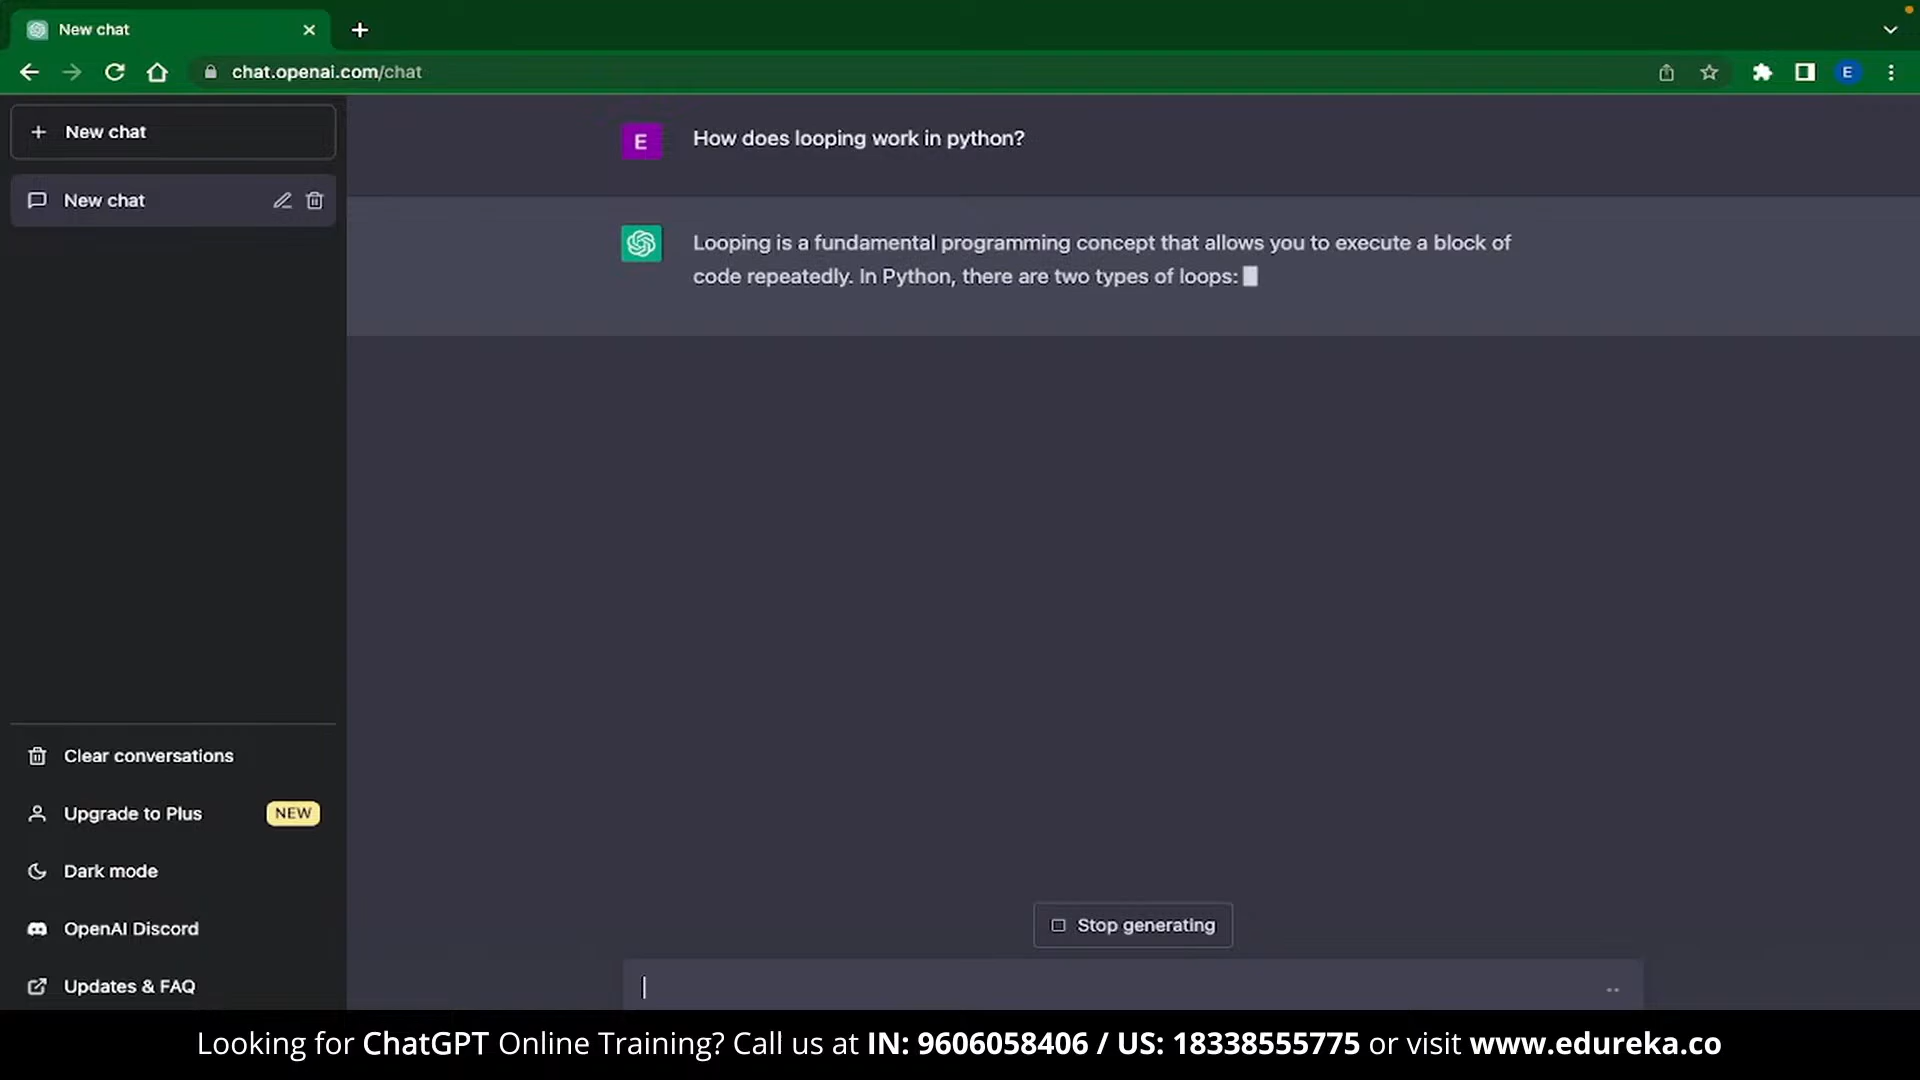 New chat
chat.openai.com/chat
E
New chat
E
How does looping work in python?
New chat
Looping is a fundamental programming concept that allows you to execute a block of
code repeatedly. In Python, there are two types of loops:
Clear conversations
Upgrade to Plus NEW
Dark mode
OpenAI Discord
Updates & FAQ
Stop generating
Looking for ChatGPT Online Training? Call us at IN: 9606058406 / US: 18338555775 or visit www.edureka.co